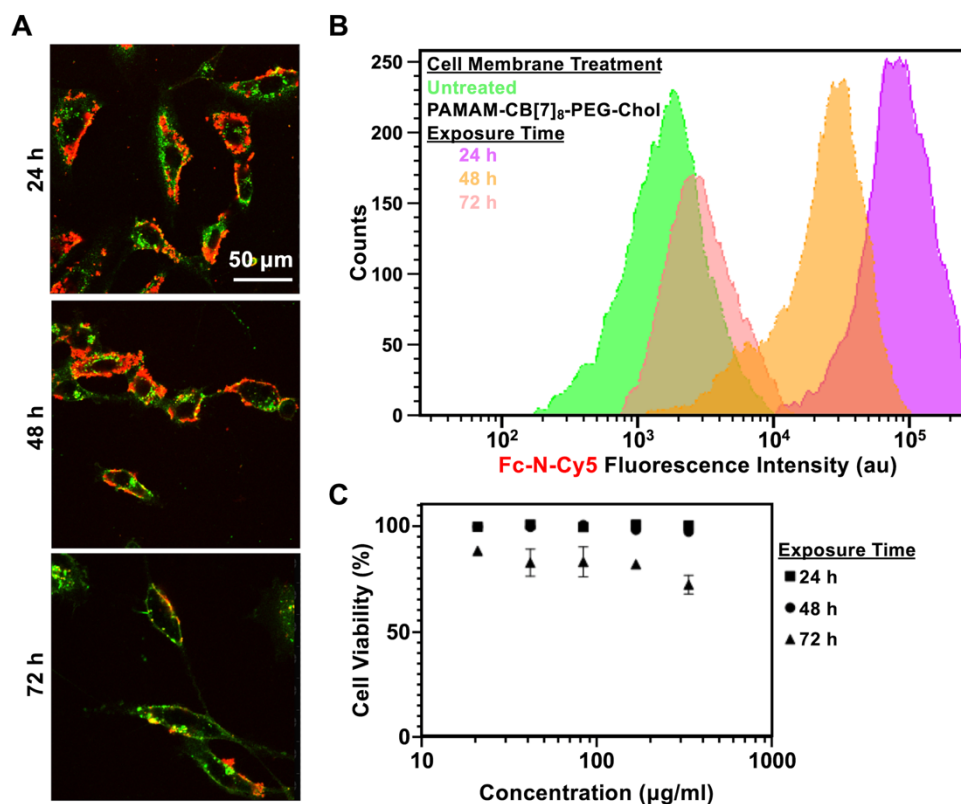 A
24 h
50 µm
48 h
72 h
B
Cell Membrane Treatment
Untreated
PAMAM-CB[7]₈-PEG-Chol
Exposure Time
24 h
48 h
72 h
Counts
250
200
150
100
50
0
10² 10³ 10⁴ 10⁵
Fc-N-Cy5 Fluorescence Intensity (au)
C
Cell Viability (%)
100
50
0
10 100 1000
Concentration (µg/ml)
Exposure Time
24 h
48 h
72 h